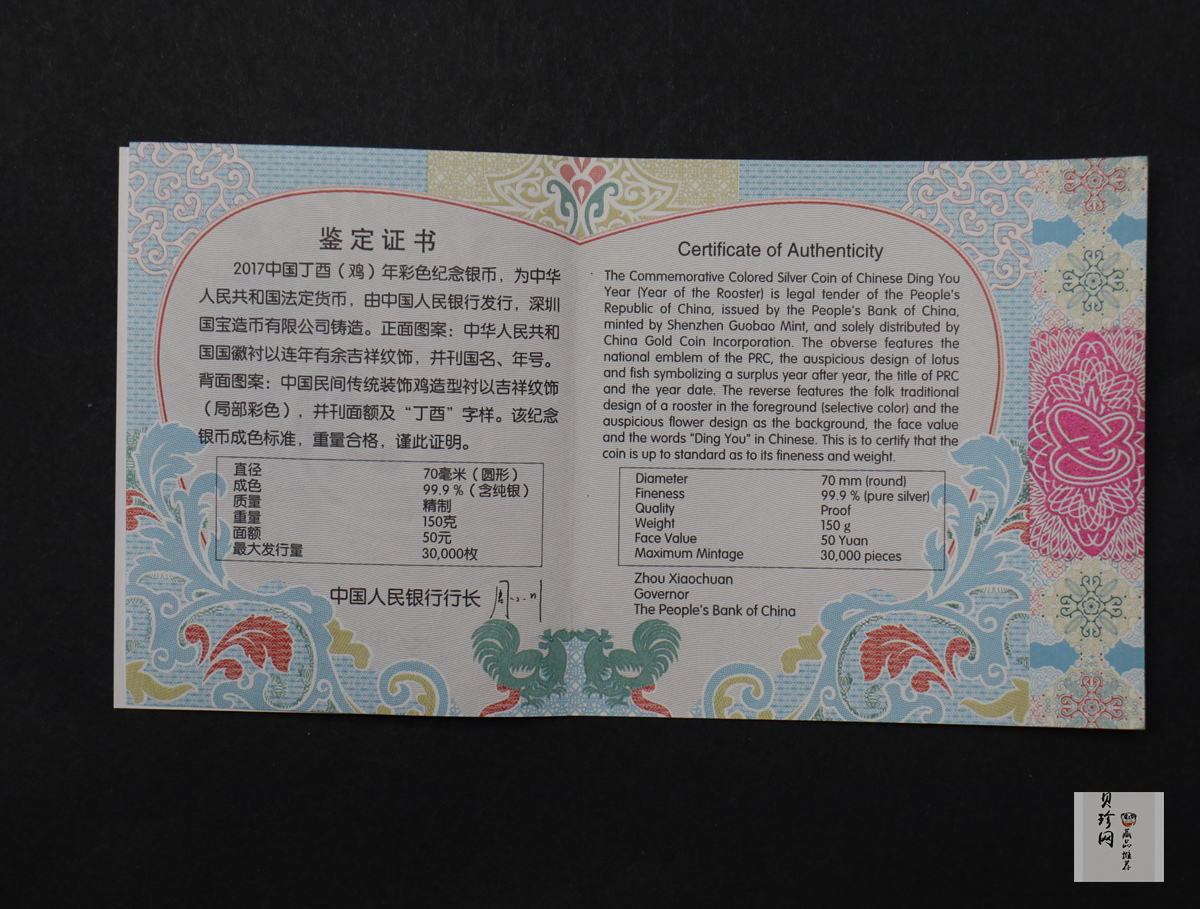 鉴定证书
2017中国丁酉（鸡）年彩色纪念银币，为中华
人民共和国法定货币，由中国人民银行发行，深圳
国宝造币有限公司铸造。正面图案：中华人民共和
国国徽衬以连年有余吉祥纹饰，并刊国名、年号。
背面图案：中国民间传统装饰鸡造型衬以吉祥纹饰
（局部彩色），并刊面额及“丁酉”字样。该纪念
银币成色标准，重量合格，谨此证明。
直径 70毫米（圆形）
成色 99.9％（含纯银）
质量 精制
重量 150克
面额 50元
最大发行量 30,000枚
中国人民银行行长
Certificate of Authenticity
The Commemorative Colored Silver Coin of Chinese Ding You
Year (Year of the Rooster) is legal tender of the People's
Republic of China, issued by the People's Bank of China,
minted by Shenzhen Guobao Mint, and solely distributed by
China Gold Coin Incorporation. The obverse features the
national emblem of the PRC, the auspicious design of lotus
and fish symbolizing a surplus year after year, the title of PRC
and the year date. The reverse features the folk traditional
design of a rooster in the foreground (selective color) and the
auspicious flower design as the background, the face value
and the words "Ding You" in Chinese. This is to certify that the
coin is up to standard as to its fineness and weight.
Diameter 70 mm (round)
Fineness 99.9 % (pure silver)
Quality Proof
Weight 150 g
Face Value 50 Yuan
Maximum Mintage 30,000 pieces
Zhou Xiaochuan
Governor
The People's Bank of China
贝珍网
藏品推荐